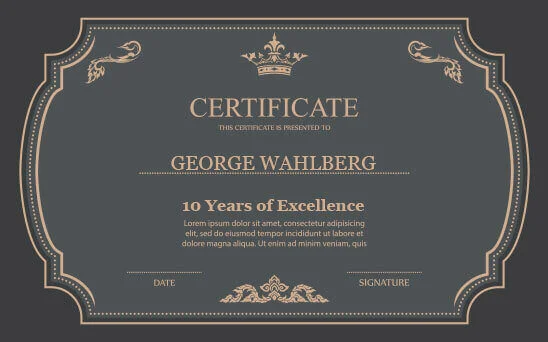 CERTIFICATE
THIS CERTIFICATE IS PRESENTED TO
GEORGE WAHLBERG
10 Years of Excellence
Lorem ipsum dolor sit amet, consectetur adipisicing
elit, sed do eiusmod tempor incididunt ut labore et
dolore magna aliqua. Ut enim ad minim veniam, quis
DATE
SIGNATURE